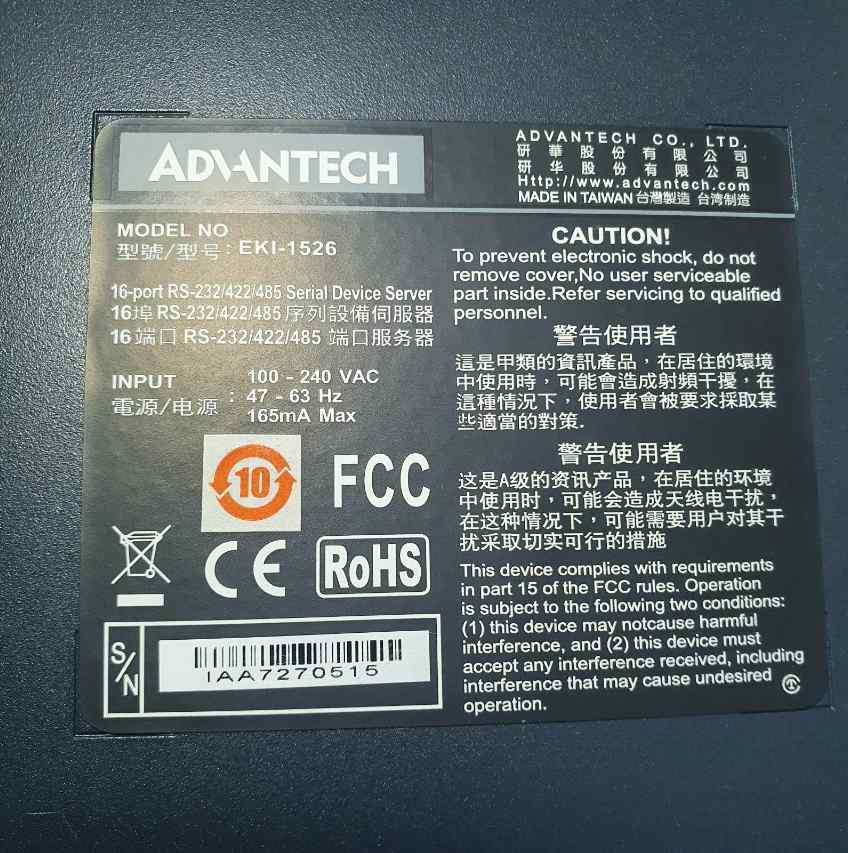 ADVANTECH
ADVANTECH CO., LTD.
研華股份有限公司
研华股份有限公司
Http://www.advantech.com
MADE IN TAIWAN 台灣製造 台湾制造
MODEL NO
型號/型号: EKI-1526
16-port RS-232/422/485 Serial Device Server
16埠 RS-232/422/485 序列設備伺服器
16 端口 RS-232/422/485 端口服务器
INPUT
電源/电源 :
100 - 240 VAC
47 - 63 Hz
165mA Max
10
FCC
CE
RoHS
S/N
IAA7270515
CAUTION!
To prevent electronic shock, do not
remove cover,No user serviceable
part inside.Refer servicing to qualified
personnel.
警告使用者
這是甲類的資訊產品，在居住的環境
中使用時，可能會造成射頻干擾，在
這種情況下，使用者會被要求採取某
些適當的對策.
警告使用者
这是A级的资讯产品，在居住的环境
中使用时，可能会造成天线电干扰，
在这种情况下，可能需要用户对其干
扰采取切实可行的措施
This device complies with requirements
in part 15 of the FCC rules. Operation
is subject to the following two conditions:
(1) this device may notcause harmful
interference, and (2) this device must
accept any interference received, including
interference that may cause undesired
operation.